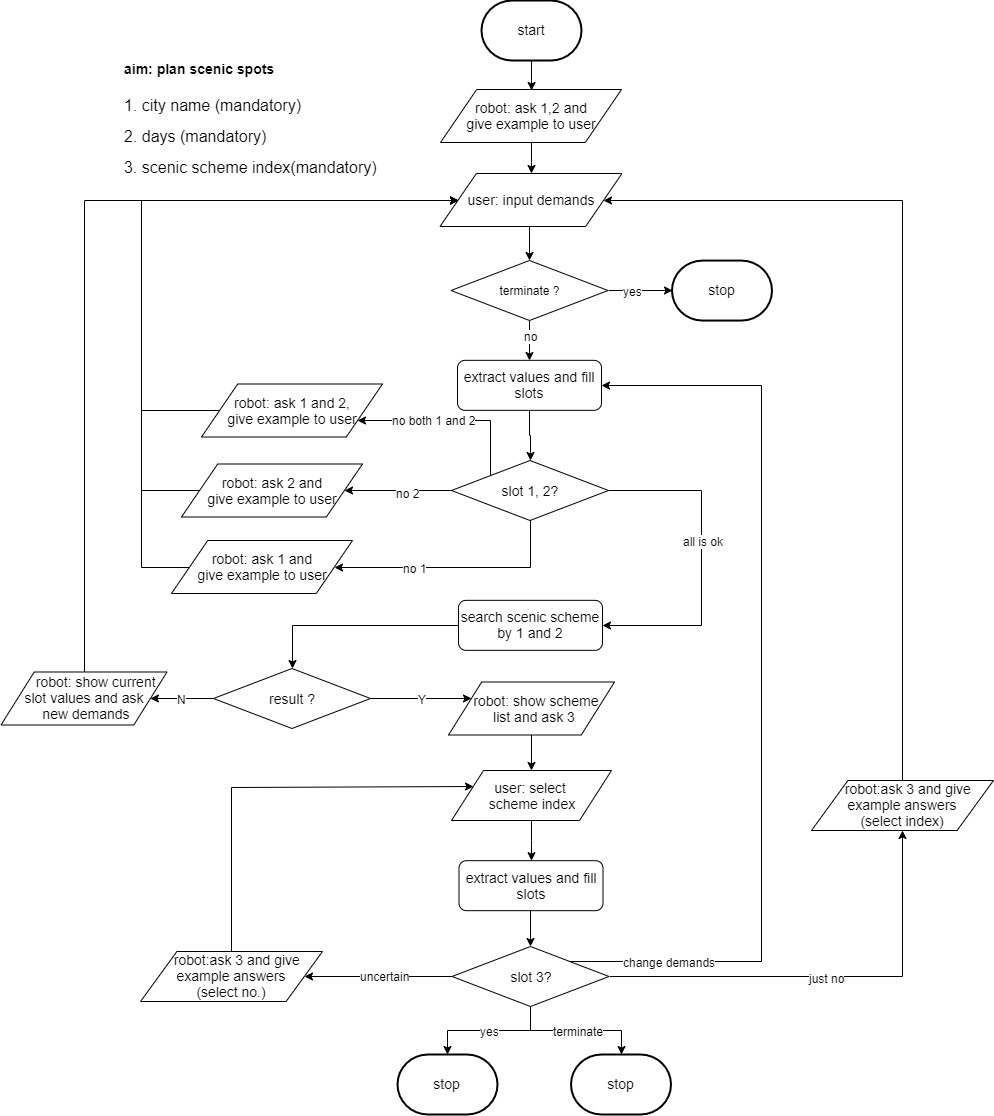 start
aim: plan scenic spots
1. city name (mandatory)
2. days (mandatory)
3. scenic scheme index(mandatory)
robot: ask 1,2 and
give example to user
user: input demands
terminate ?
yes
stop
no
extract values and fill
slots
robot: ask 1 and 2,
give example to user
no both 1 and 2
robot: ask 2 and
give example to user
no 2
slot 1, 2?
all is ok
robot: ask 1 and
give example to user
no 1
search scenic scheme
by 1 and 2
robot: show current
slot values and ask
new demands
N
result ?
Y
robot: show scheme
list and ask 3
user: select
scheme index
robot:ask 3 and give
example answers
(select index)
extract values and fill
slots
robot:ask 3 and give
example answers
(select no.)
uncertain
slot 3?
change demands
just no
yes
terminate
stop
stop